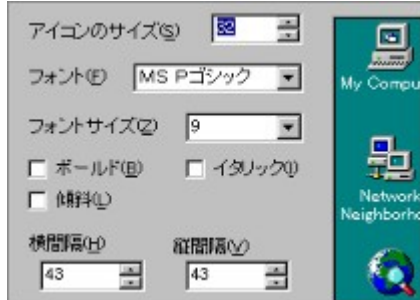 アイコンのサイズ(S) 32
フォント(F) MS Pゴシック
My Compu
フォントサイズ(Z) 9
ボールド(B) イタリック(I)
傾斜(L)
Network
Neighborho
横間隔(H) 縦間隔(V)
43 43